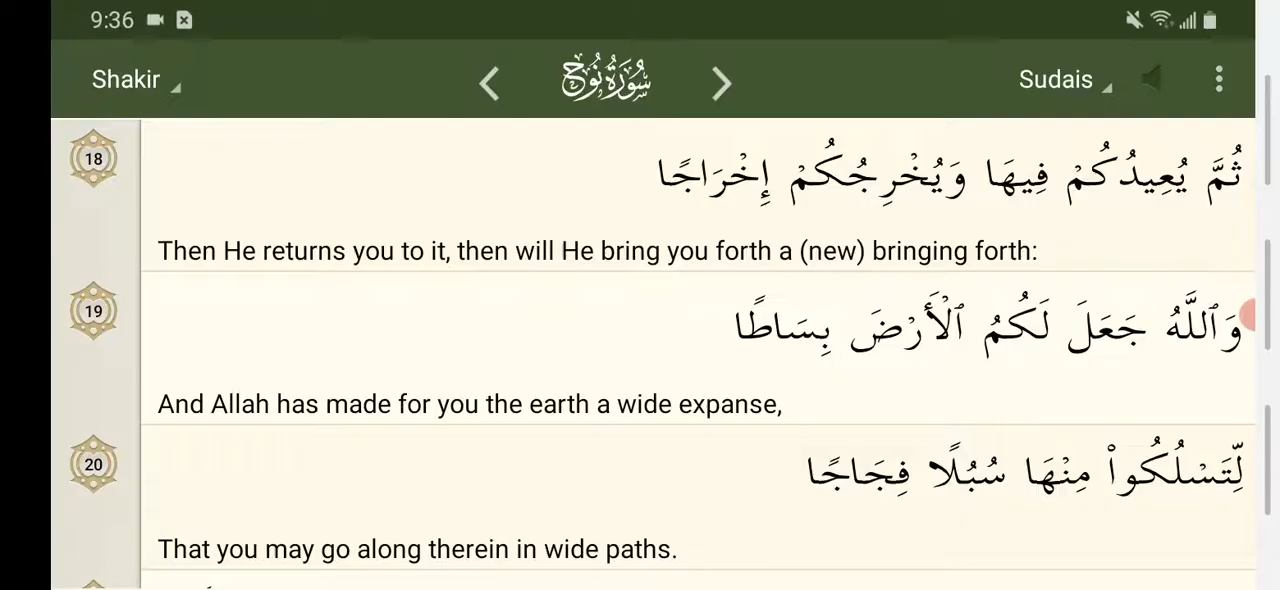 9:36
Shakir
سُورَةُ نُوحٍ
Sudais
18
ثُمَّ يُعِيدُكُمْ فِيهَا وَيُخْرِجُكُمْ إِخْرَاجًا
Then He returns you to it, then will He bring you forth a (new) bringing forth:
19
وَٱللَّهُ جَعَلَ لَكُمُ ٱلْأَرْضَ بِسَاطًا
And Allah has made for you the earth a wide expanse,
20
لِّتَسْلُكُوا۟ مِنْهَا سُبُلًا فِجَاجًا
That you may go along therein in wide paths.